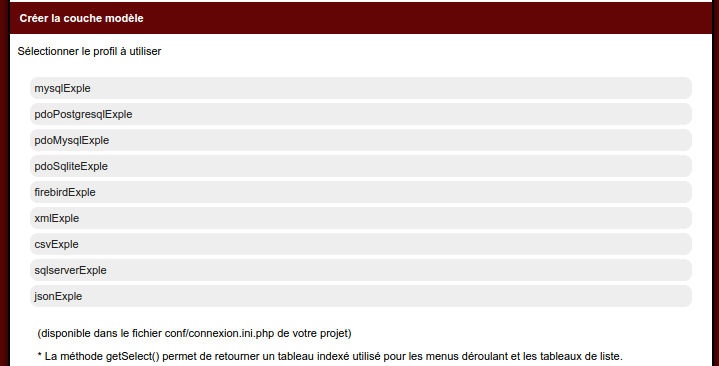 Créer la couche modèle
Sélectionner le profil à utiliser
mysqlExple
pdoPostgresqlExple
pdoMysqlExple
pdoSqliteExple
firebirdExple
xmlExple
csvExple
sqlserverExple
jsonExple
(disponible dans le fichier conf/connexion.ini.php de votre projet)
* La méthode getSelect() permet de retourner un tableau indexé utilisé pour les menus déroulant et les tableaux de liste.